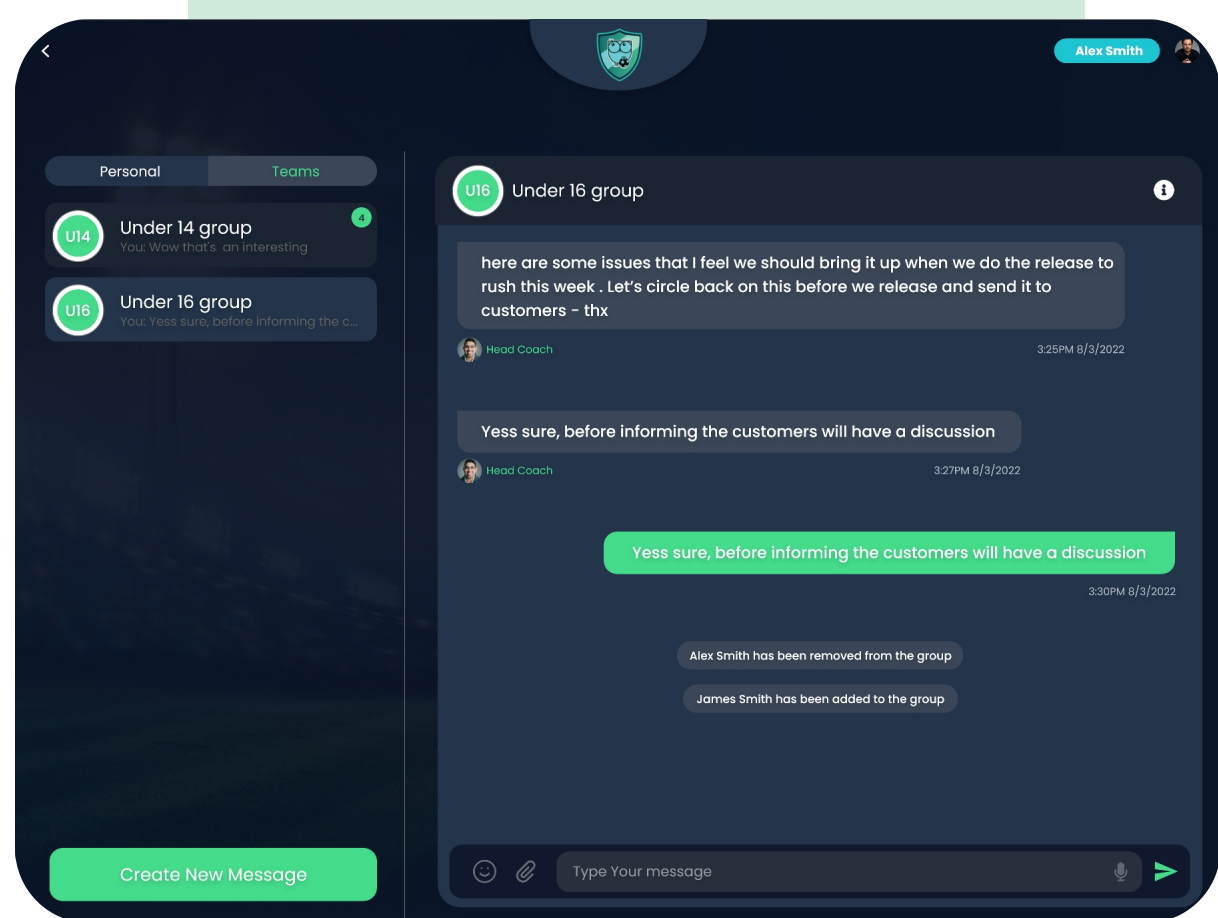 Alex Smith
Personal
Teams
U14
Under 14 group
4
You: Wow that's an interesting
U16
Under 16 group
You: Yess sure, before informing the c...
Create New Message
U16
Under 16 group
here are some issues that I feel we should bring it up when we do the release to
rush this week . Let's circle back on this before we release and send it to
customers - thx
Head Coach
3:25PM 8/3/2022
Yess sure, before informing the customers will have a discussion
Head Coach
3:27PM 8/3/2022
Yess sure, before informing the customers will have a discussion
3:30PM 8/3/2022
Alex Smith has been removed from the group
James Smith has been added to the group
Type Your message